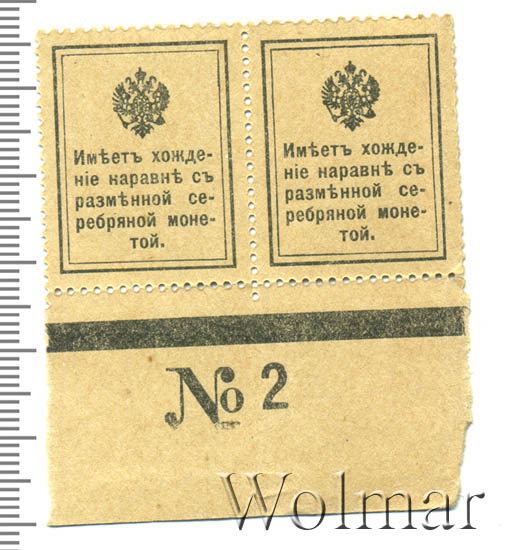 Имѣетъ хожде-
ніе наравнѣ съ
размѣнной се-
ребряной моне-
той.
Имѣетъ хожде-
ніе наравнѣ съ
размѣнной се-
ребряной моне-
той.
№ 2
Wolmar